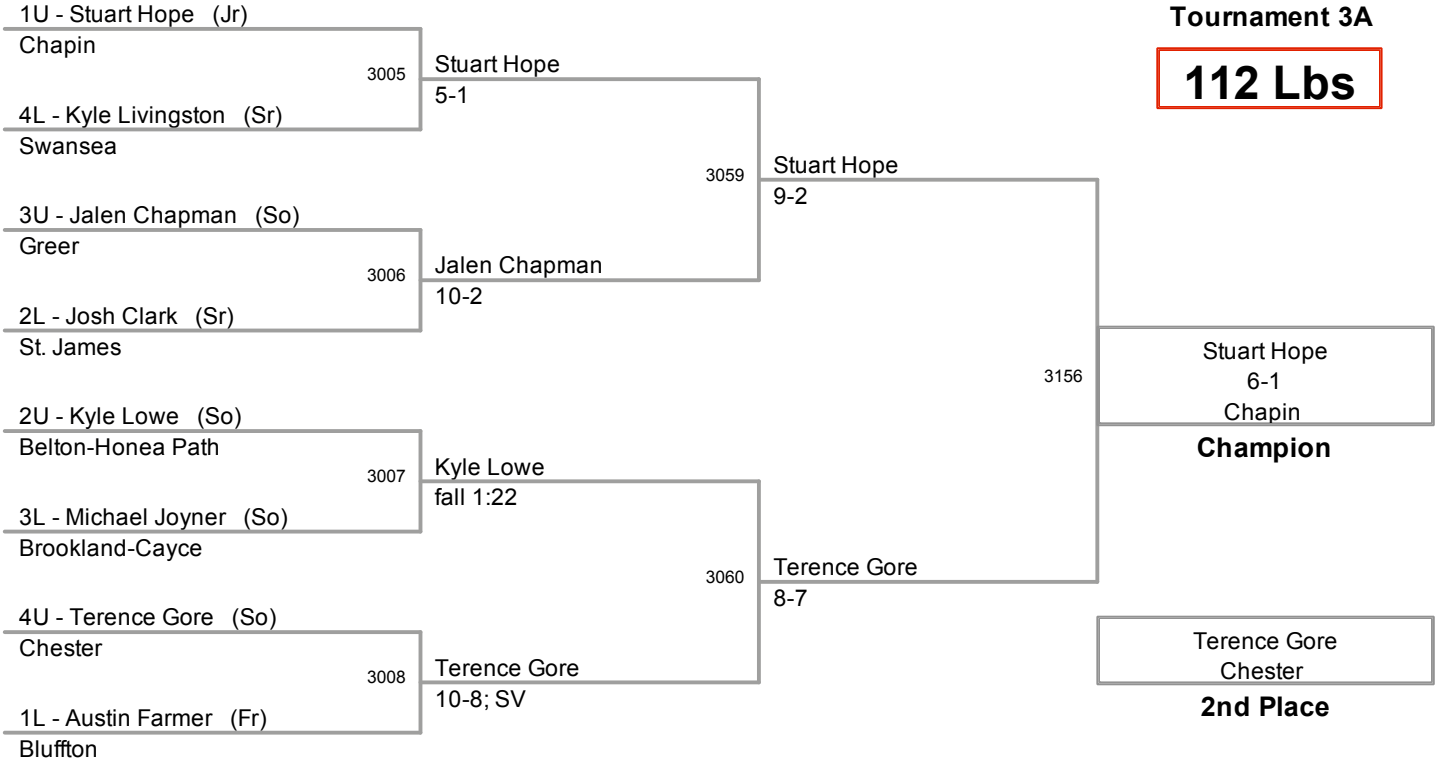 1U - Stuart Hope (Jr)
Chapin
4L - Kyle Livingston (Sr)
Swansea
3U - Jalen Chapman (So)
Greer
2L - Josh Clark (Sr)
St. James
2U - Kyle Lowe (So)
Belton-Honea Path
3L - Michael Joyner (So)
Brookland-Cayce
4U - Terence Gore (So)
Chester
1L - Austin Farmer (Fr)
Bluffton
3005
Stuart Hope
5-1
3006
Jalen Chapman
10-2
3007
Kyle Lowe
fall 1:22
3008
Terence Gore
10-8; SV
3059
Stuart Hope
9-2
3060
Terence Gore
8-7
3156
Tournament 3A
112 Lbs
Stuart Hope
6-1
Chapin
Champion
Terence Gore
Chester
2nd Place